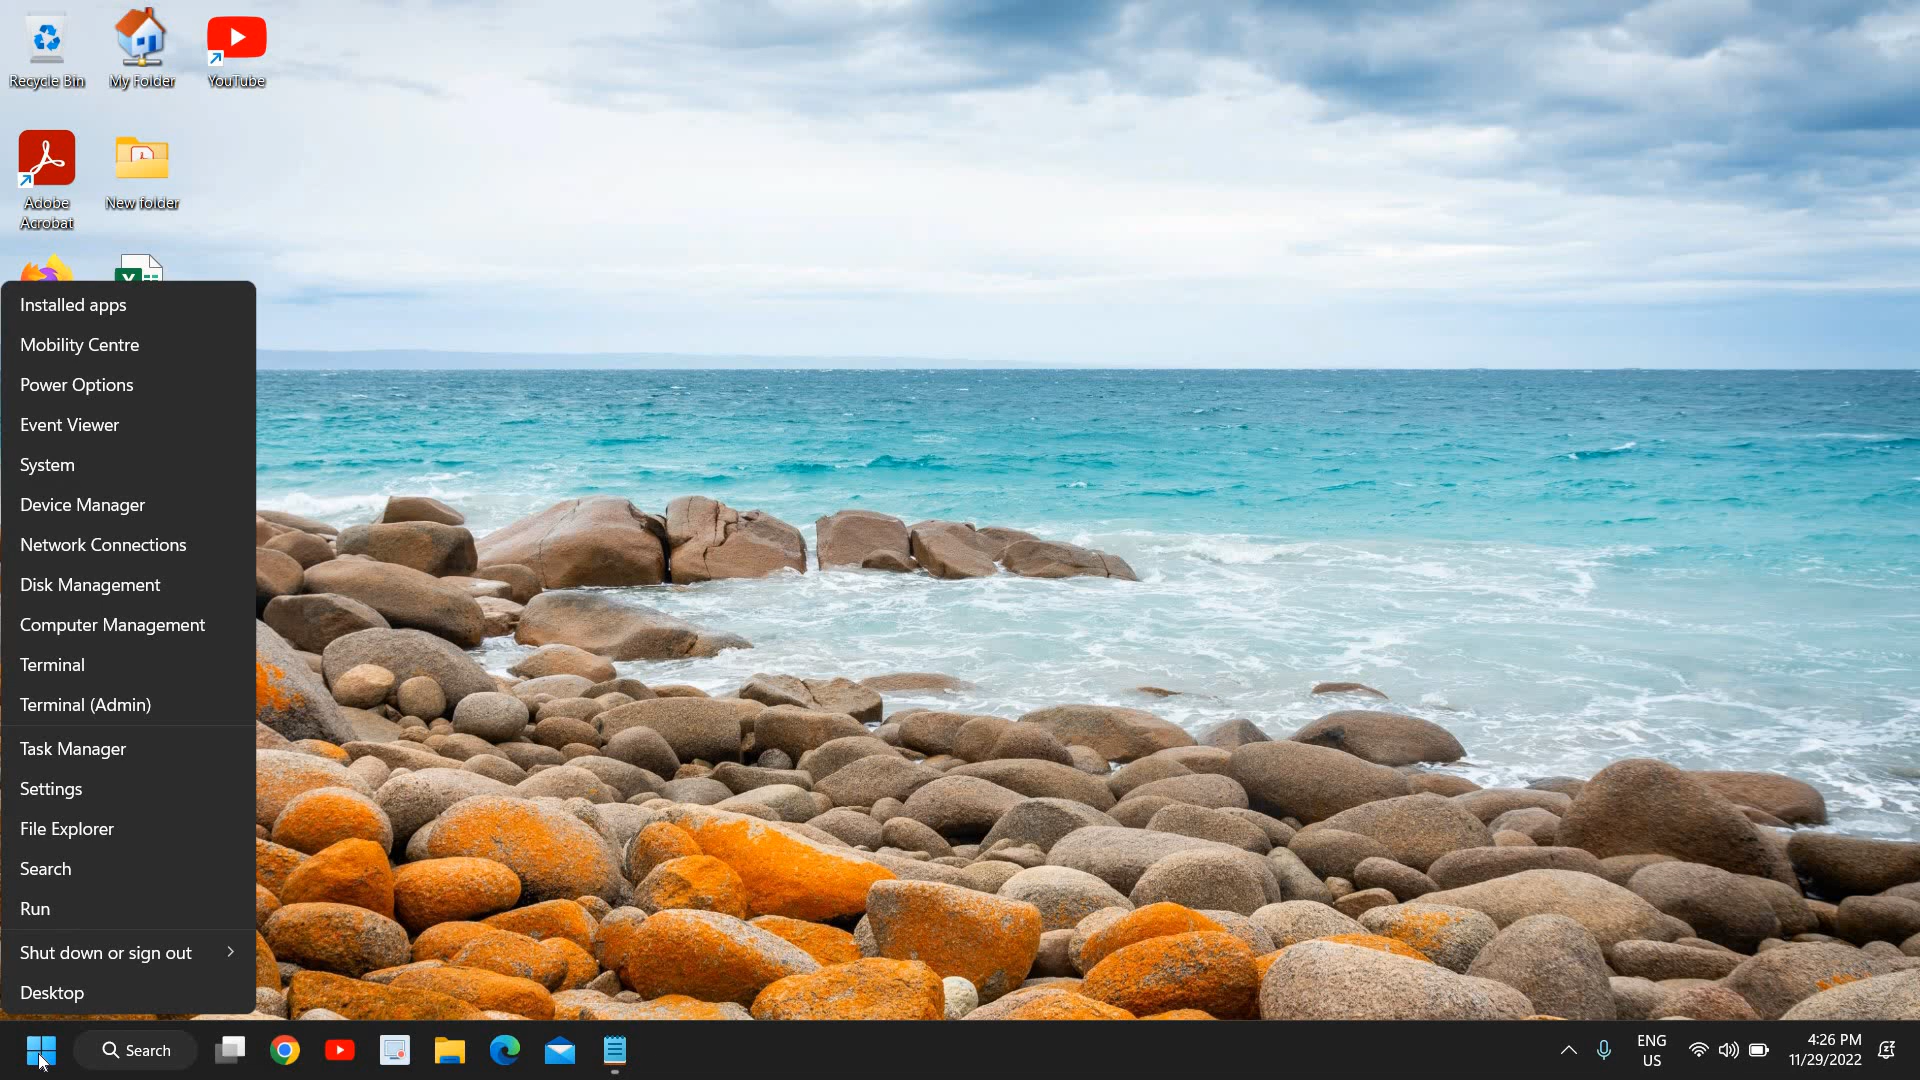 Recycle Bin
My Folder
YouTube
Adobe
Acrobat
New folder
Installed apps
Mobility Centre
Power Options
Event Viewer
System
Device Manager
Network Connections
Disk Management
Computer Management
Terminal
Terminal (Admin)
Task Manager
Settings
File Explorer
Search
Run
Shut down or sign out
Desktop
Search
ENG
US
4:26 PM
11/29/2022